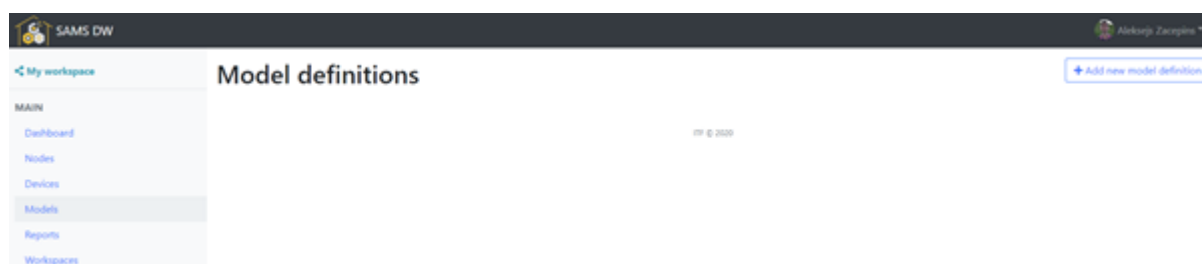 SAMS DW
Aleksejs Zacepins
My workspace
Model definitions
+ Add new model definition
MAIN
Dashboard
ITF © 2020
Nodes
Devices
Models
Reports
Workspaces